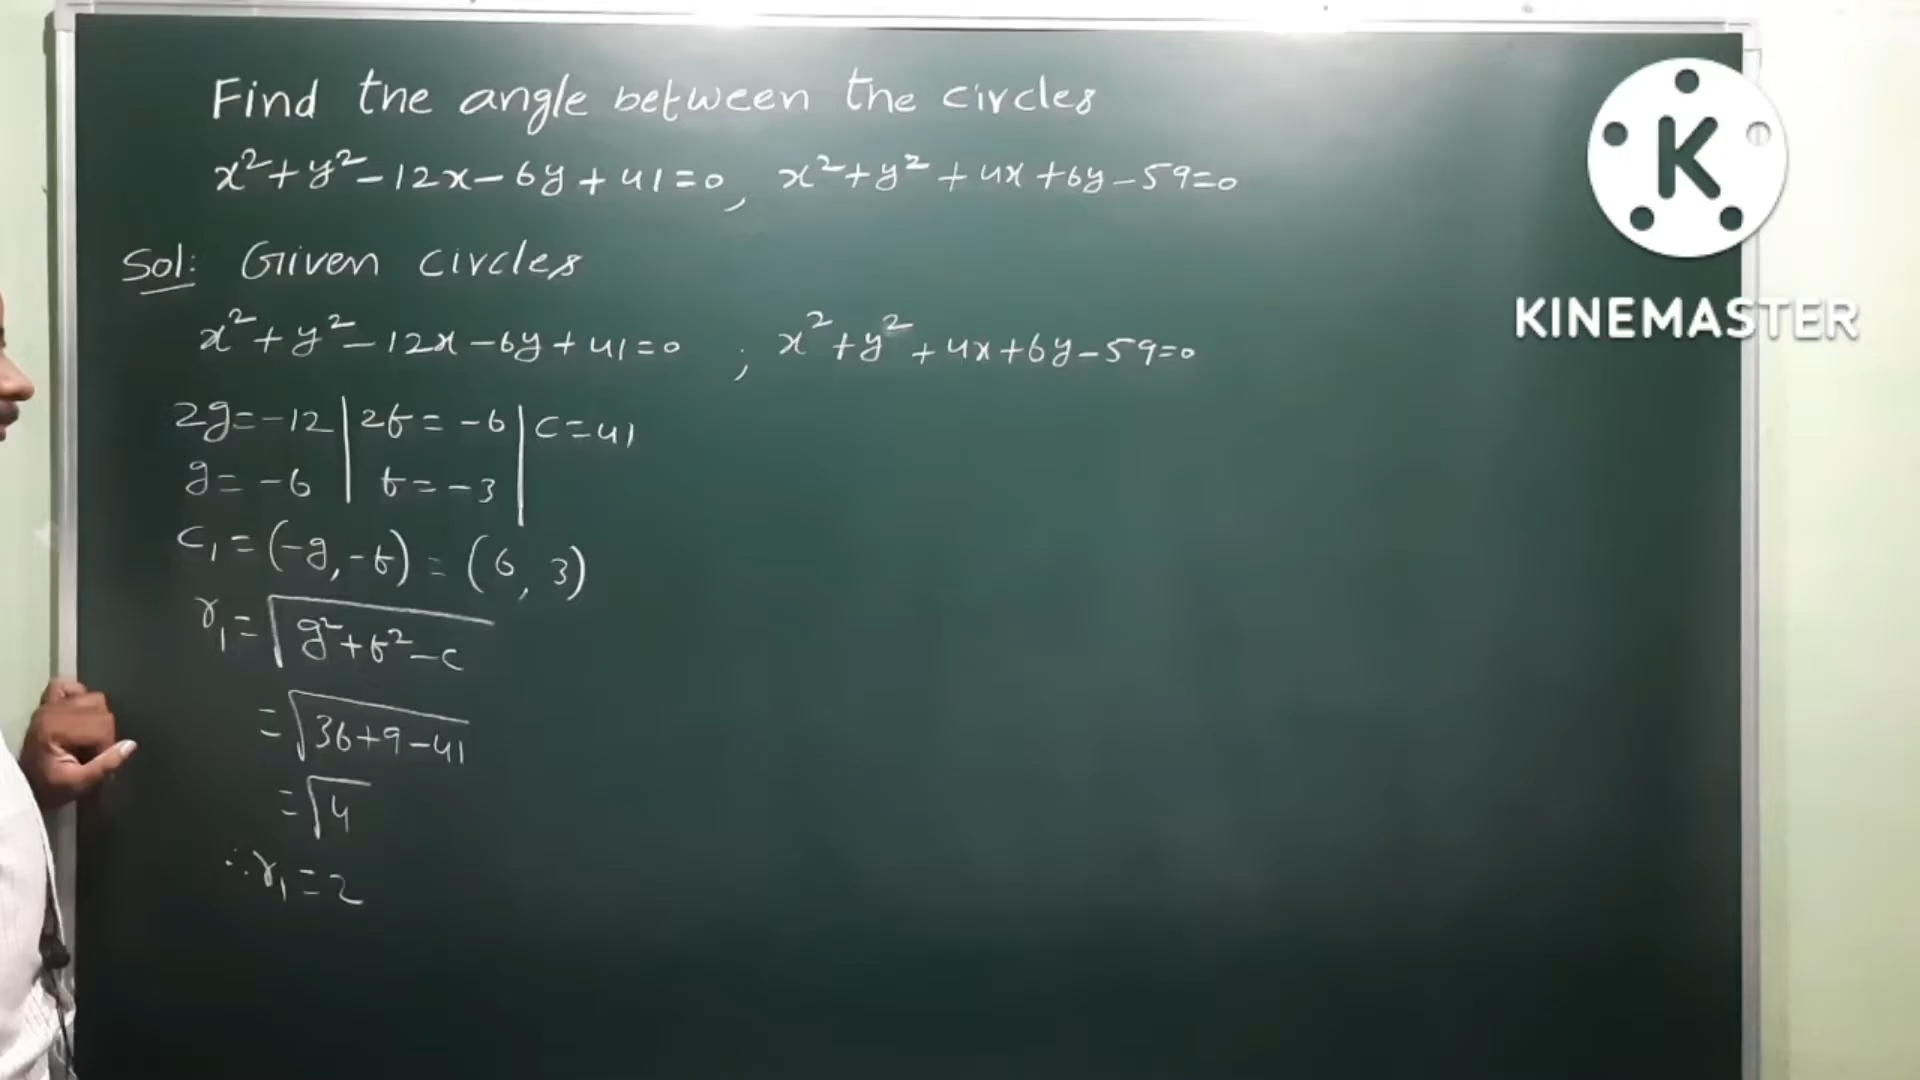 Find the angle between the circles
x²+y²-12x-6y+41=0, x²+y²+4x+6y-59=0
Sol: Given circles
x²+y²-12x-6y+41=0 ; x²+y²+4x+6y-59=0
2g=-12 | 2f=-6 | c=41
g=-6 | f=-3 |
C₁=(-g,-f)=(6,3)
r₁=√(g²+f²-c)
=√(36+9-41)
=√4
∴r₁=2
K
KINEMASTER